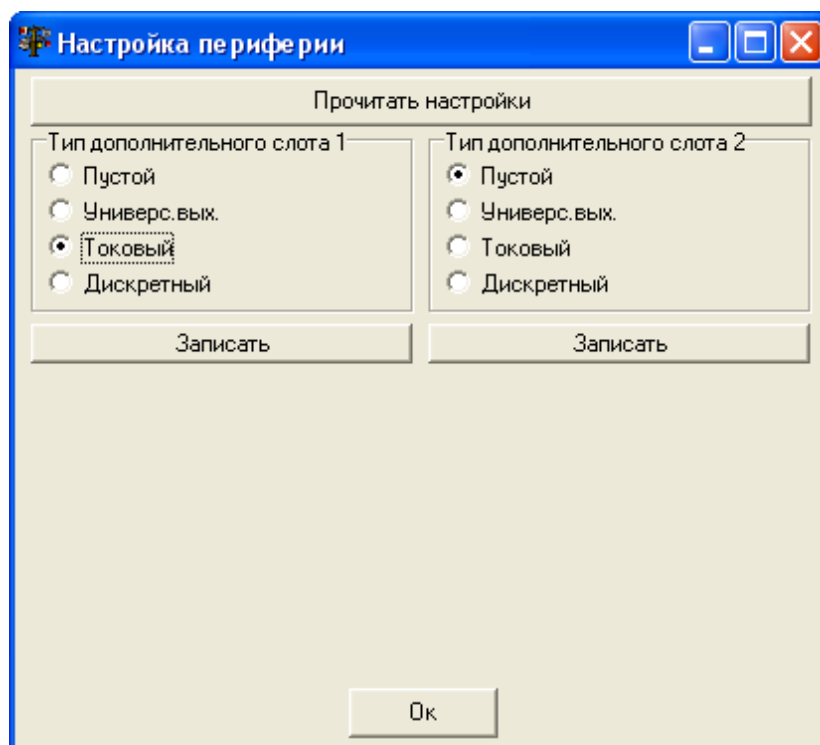 Настройка периферии
Прочитать настройки
Тип дополнительного слота 1
Пустой
Универс.вых.
Токовый
Дискретный
Записать
Тип дополнительного слота 2
Пустой
Универс.вых.
Токовый
Дискретный
Записать
Ок